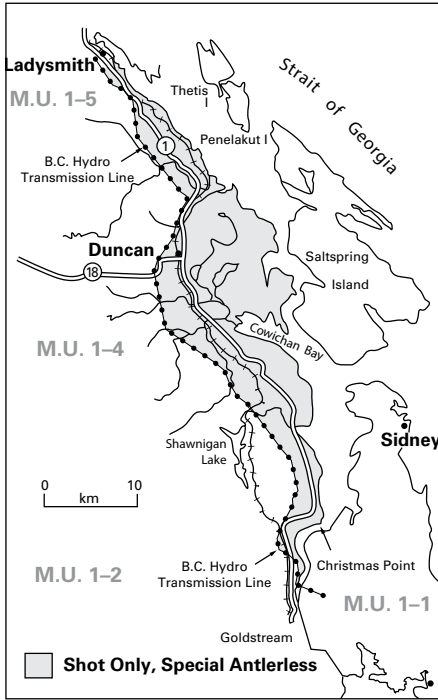 Ladysmith
M.U. 1–5
Thetis
I
Strait of Georgia
Penelakut I
1
B.C. Hydro
Transmission Line
Duncan
18
Saltspring
Island
M.U. 1–4
Cowichan Bay
Sidney
Shawnigan
Lake
0 10
km
M.U. 1–2
B.C. Hydro
Transmission Line
Christmas Point
M.U. 1–1
Goldstream
Shot Only, Special Antlerless